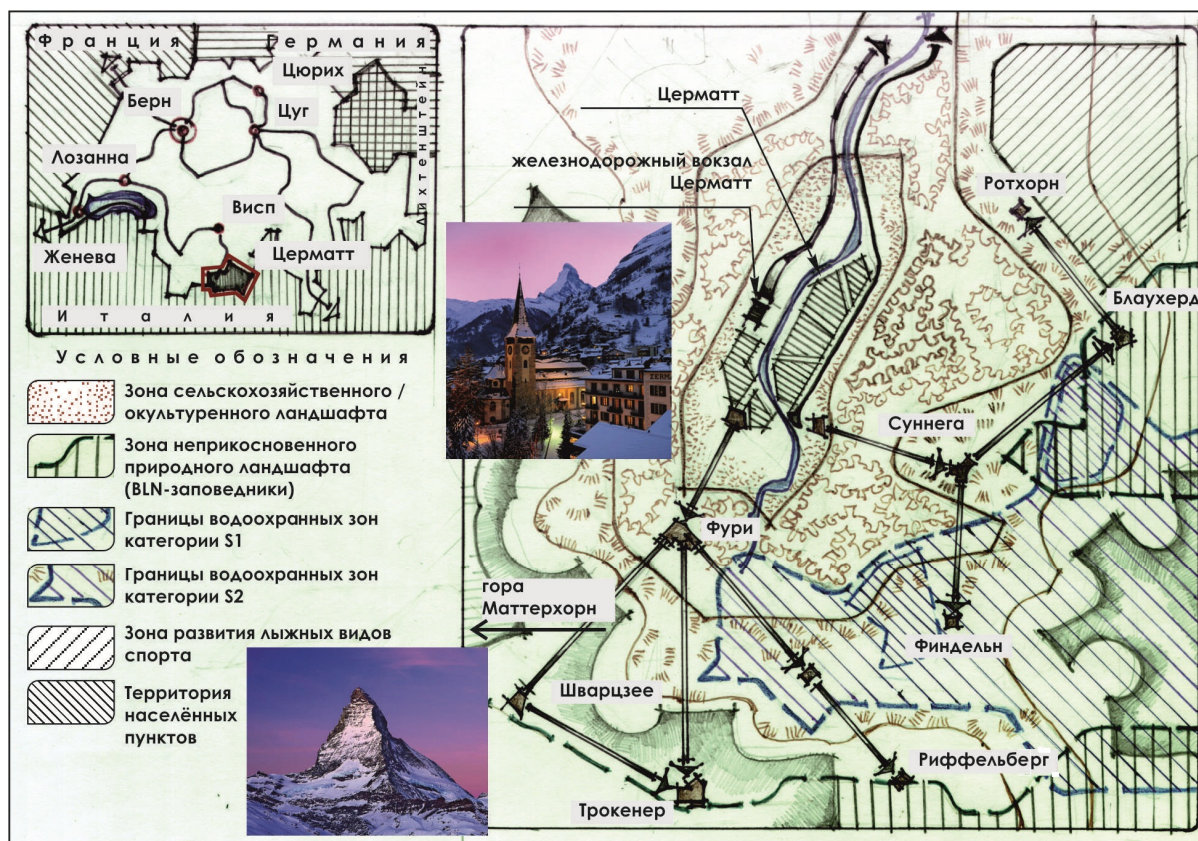 Франция
Германия
Лихтенштейн
Цюрих
Берн
Цуг
Лозанна
Висп
Женева
Церматт
Италия
Условные обозначения
Зона сельскохозяйственного /
окультуренного ландшафта
Зона неприкосновенного
природного ландшафта
(BLN-заповедники)
Границы водоохранных зон
категории S1
Границы водоохранных зон
категории S2
Зона развития лыжных видов
спорта
Территория
населённых
пунктов
Церматт
железнодорожный вокзал
Церматт
Ротхорн
Блаухерд
Суннега
Фури
гора
Маттерхорн
Финдельн
Шварцзее
Риффельберг
Трокенер